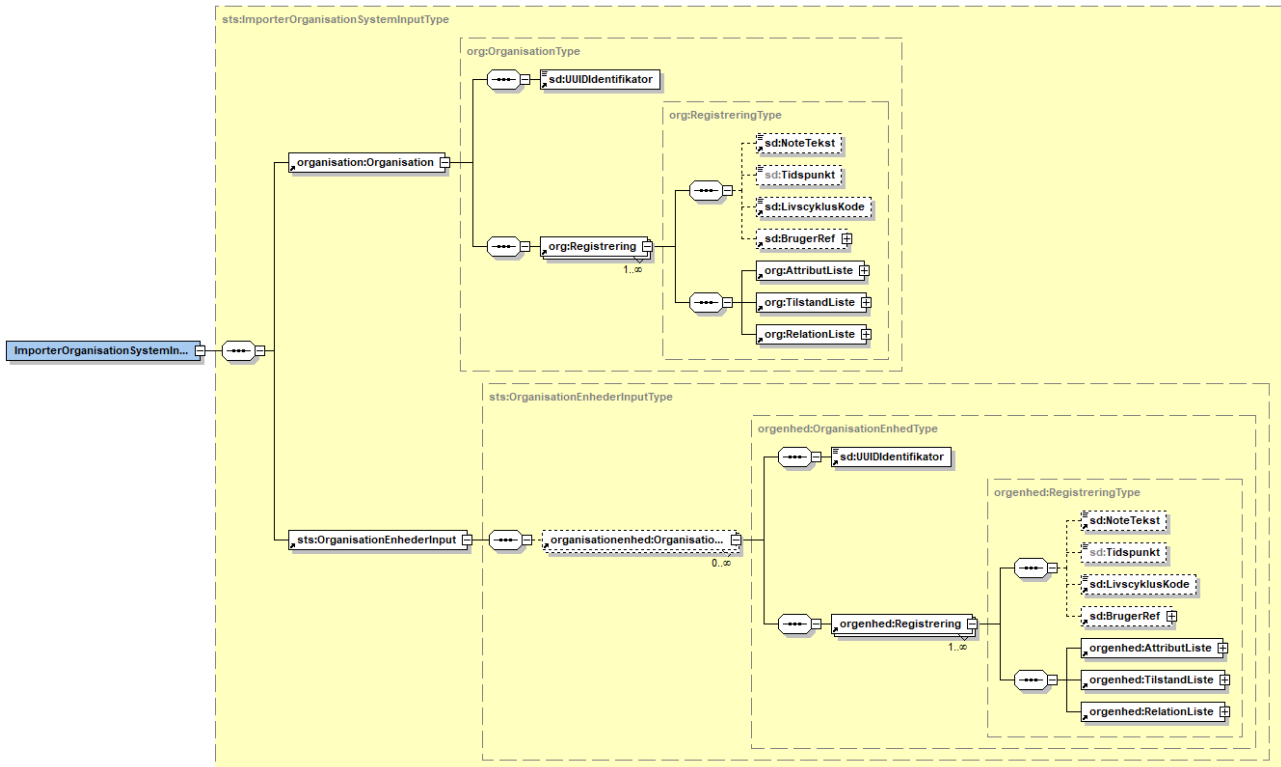 sts:ImporterOrganisationSystemInputType
org:OrganisationType
sd:UUIDIdentifikator
org:RegistreringType
sd:NoteTekst
organisation:Organisation
sd:Tidspunkt
sd:LivscyklusKode
sd:BrugerRef
org:Registrering
1..∞
org:AttributListe
org:TilstandListe
org:RelationListe
ImporterOrganisationSystemIn...
sts:OrganisationEnhederInputType
orgenhed:OrganisationEnhedType
sd:UUIDIdentifikator
orgenhed:RegistreringType
sd:NoteTekst
sts:OrganisationEnhederInput
organisationenhed:Organisatio...
0..∞
sd:Tidspunkt
sd:LivscyklusKode
sd:BrugerRef
orgenhed:Registrering
1..∞
orgenhed:AttributListe
orgenhed:TilstandListe
orgenhed:RelationListe